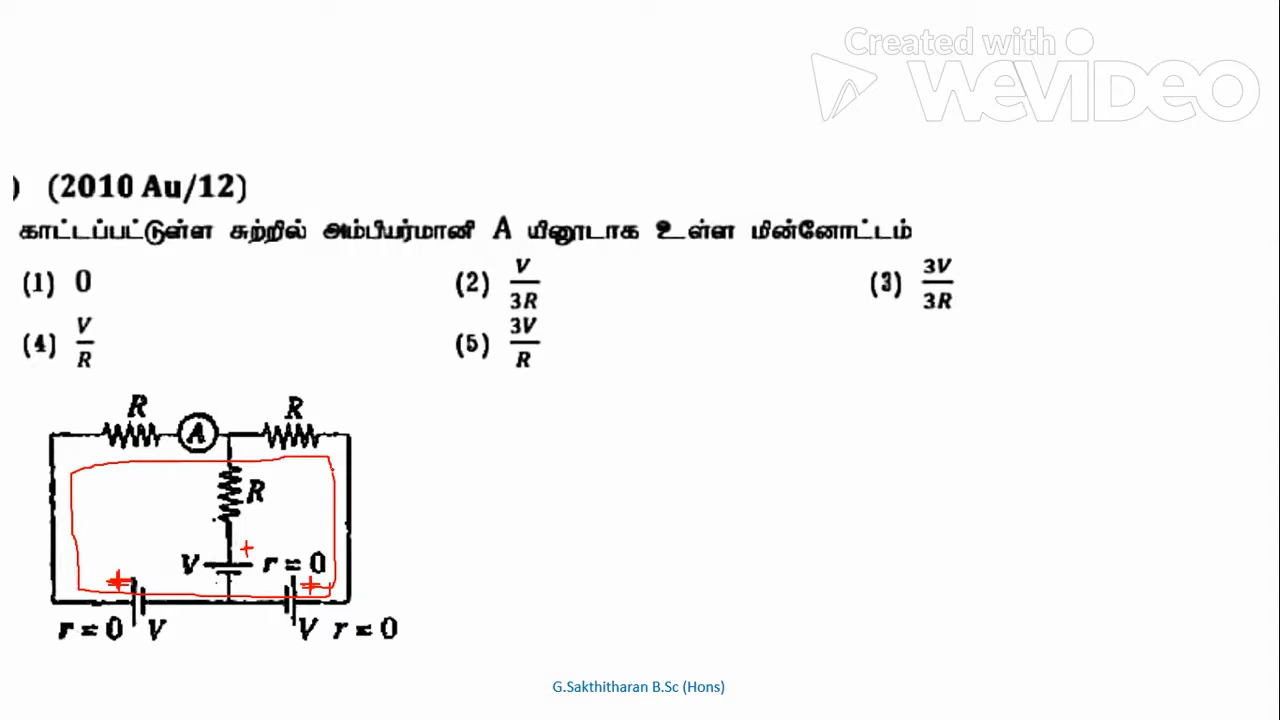 Created with
WEVIDEO
) (2010 Au/12)
காட்டப்பட்டுள்ள சுற்றில் அம்பியர்மானி A யினூடாக உள்ள மின்னோட்டம்
(1) 0 (2) V/3R (3) 3V/3R
(4) V/R (5) 3V/R
R R
A
R
+
V r = 0
+ +
r = 0 V V r = 0
G.Sakthitharan B.Sc (Hons)